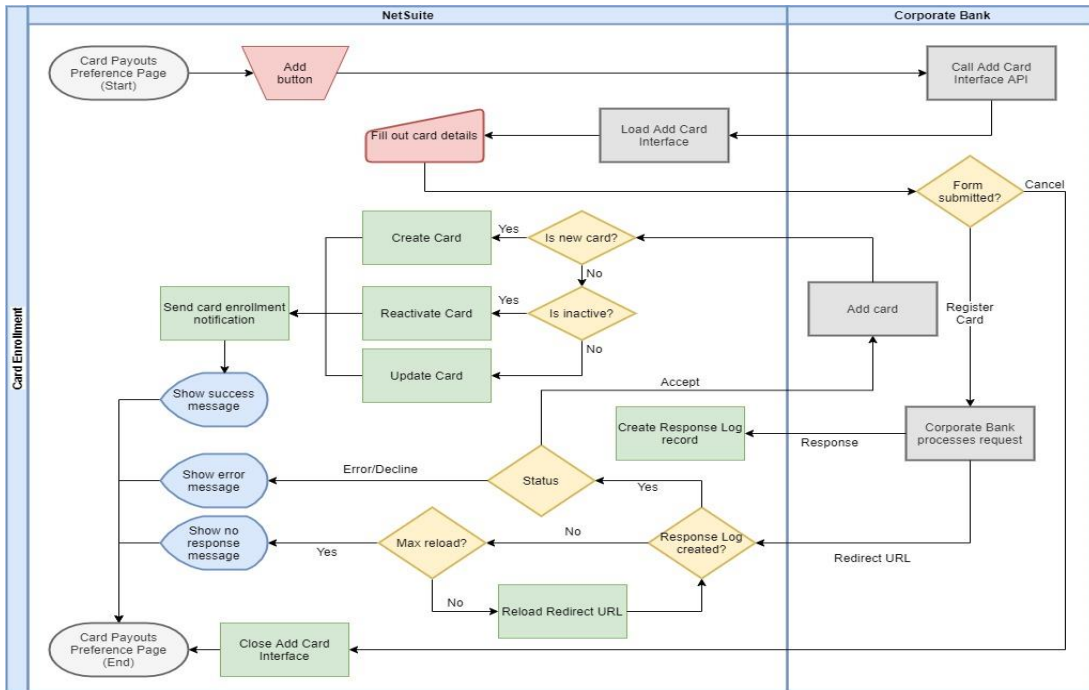 NetSuite
Corporate Bank
Card Enrollment
Card Payouts
Preference Page
(Start)
Add
button
Call Add Card
Interface API
Fill out card details
Load Add Card
Interface
Form
submitted?
Cancel
Create Card
Yes
Is new card?
No
Send card enrollment
notification
Reactivate Card
Yes
Is inactive?
Add card
Register
Card
No
Update Card
Show success
message
Accept
Create Response Log
record
Response
Corporate Bank
processes request
Show error
message
Error/Decline
Status
Yes
Show no
response
message
Yes
Max reload?
No
Response Log
created?
Redirect URL
No
Reload Redirect URL
Card Payouts
Preference Page
(End)
Close Add Card
Interface